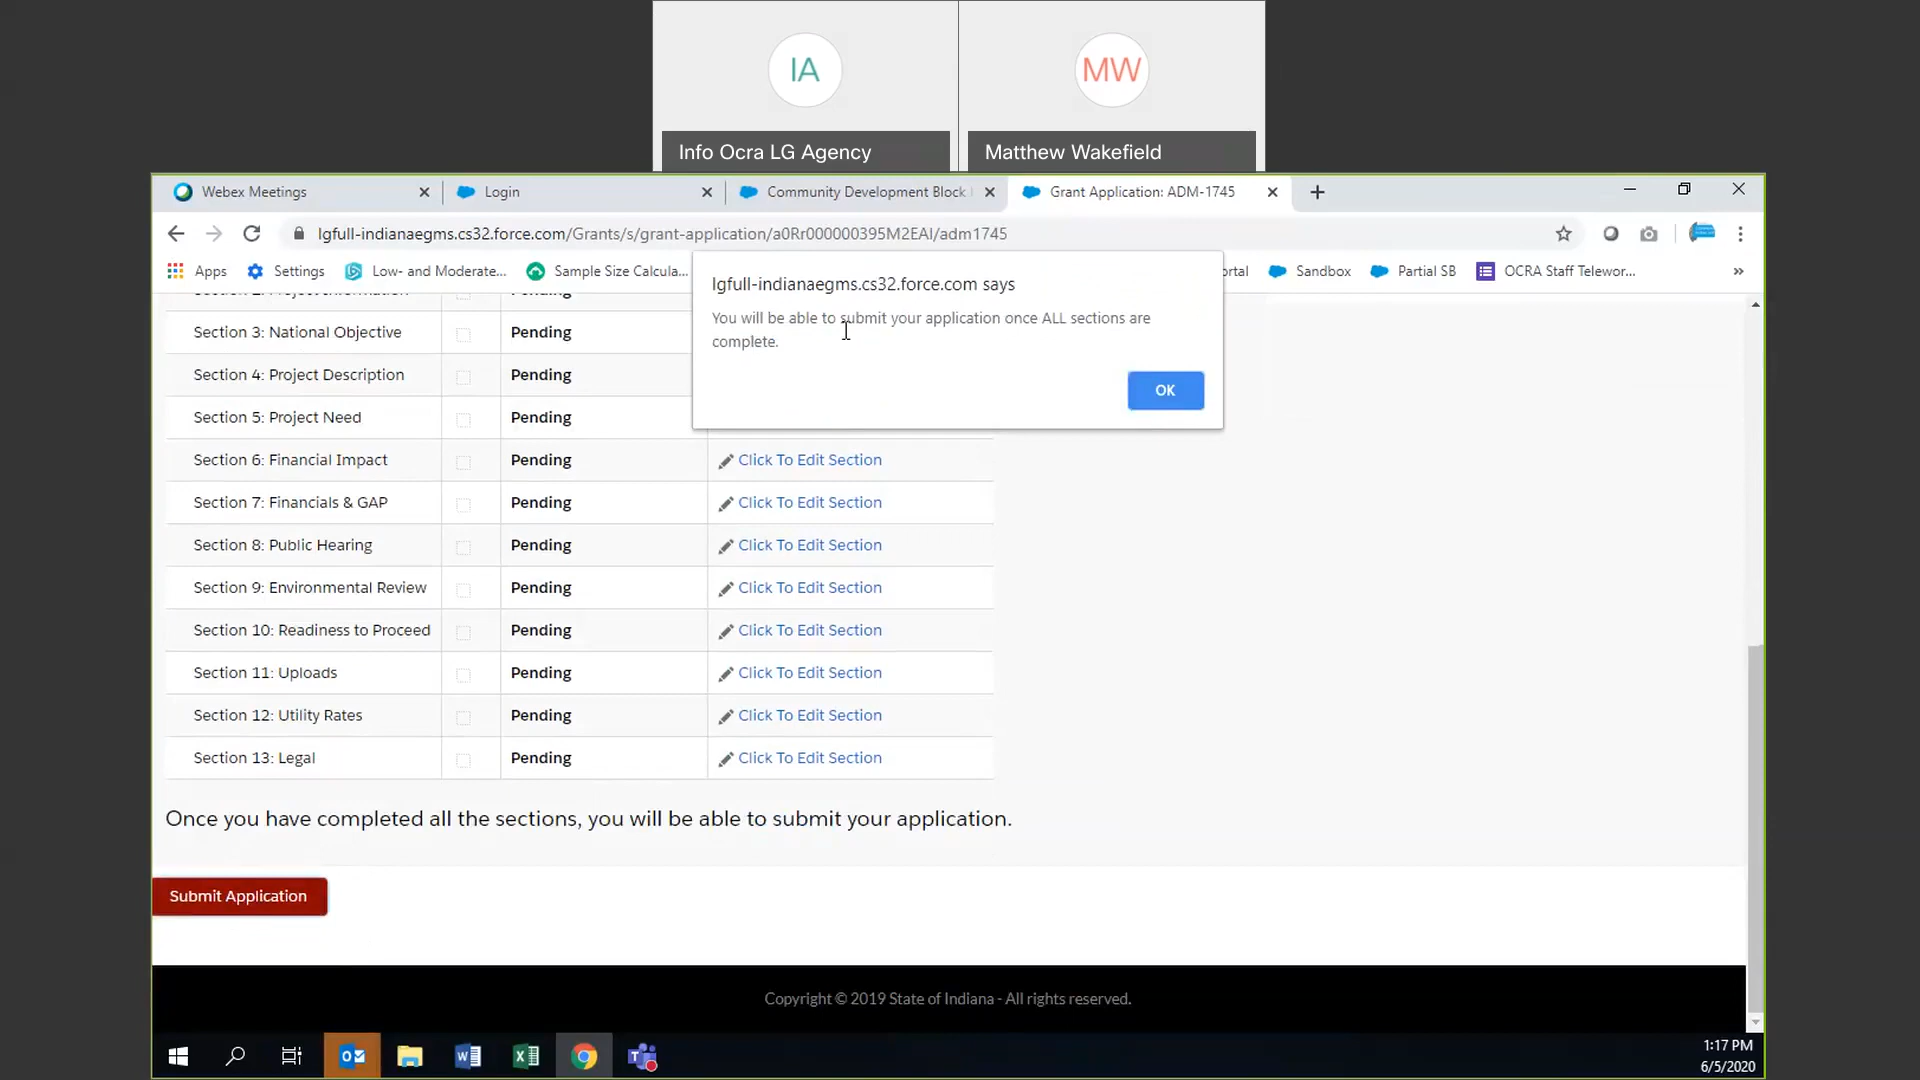 IA
MW
Info Ocra LG Agency
Matthew Wakefield
Webex Meetings
Login
Community Development Block
Grant Application: ADM-1745
lgfull-indianaegms.cs32.force.com/Grants/s/grant-application/a0Rr000000395M2EAI/adm1745
Apps
Settings
Low- and Moderate...
Sample Size Calcula...
Sandbox
Partial SB
OCRA Staff Telewor...
»
lgfull-indianaegms.cs32.force.com says
You will be able to submit your application once ALL sections are
complete.
OK
Section 3: National Objective Pending
Section 4: Project Description Pending
Section 5: Project Need Pending
Section 6: Financial Impact Pending Click To Edit Section
Section 7: Financials & GAP Pending Click To Edit Section
Section 8: Public Hearing Pending Click To Edit Section
Section 9: Environmental Review Pending Click To Edit Section
Section 10: Readiness to Proceed Pending Click To Edit Section
Section 11: Uploads Pending Click To Edit Section
Section 12: Utility Rates Pending Click To Edit Section
Section 13: Legal Pending Click To Edit Section
Once you have completed all the sections, you will be able to submit your application.
Submit Application
Copyright © 2019 State of Indiana - All rights reserved.
1:17 PM
6/5/2020